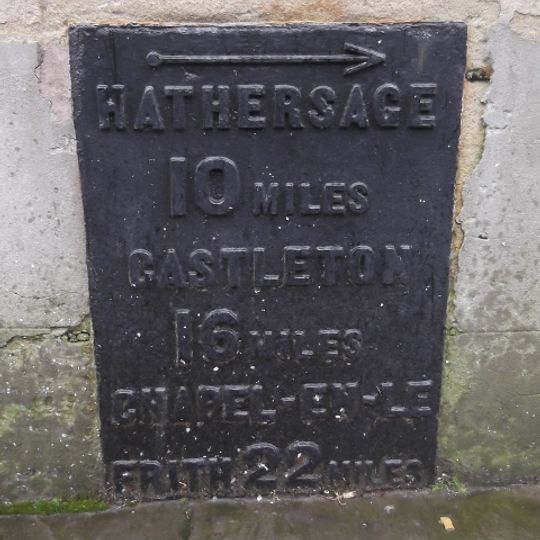 HATHERSAGE
10 MILES
CASTLETON
16 MILES
CHAPEL-EN-LE
FRITH 22 MILES